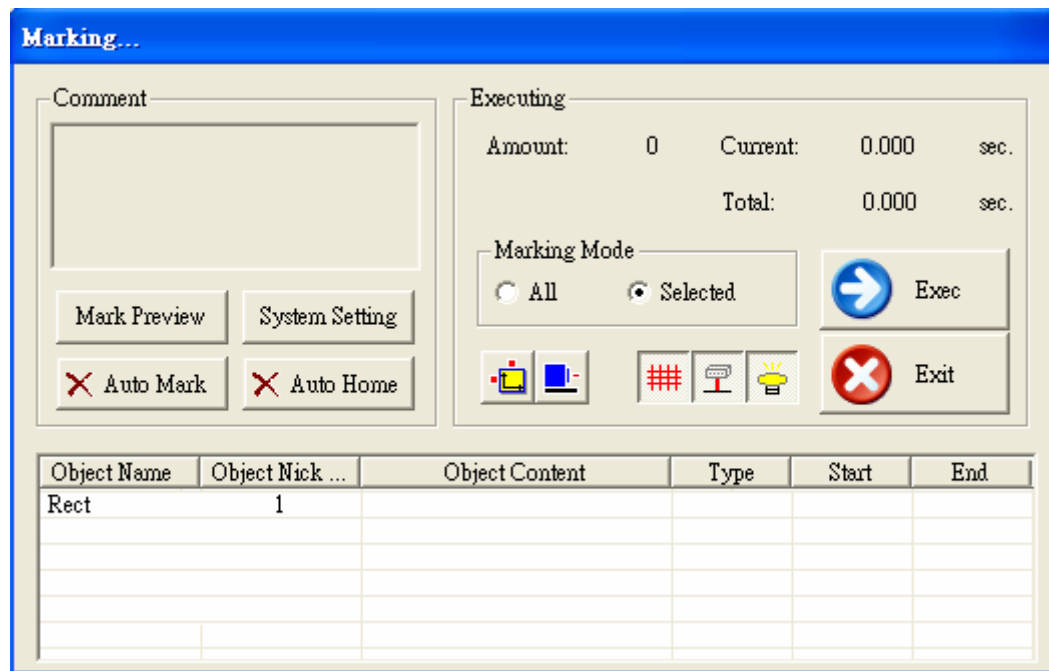 Marking...
Comment
Executing
Amount: 0 Current: 0.000 sec.
Total: 0.000 sec.
Marking Mode
All Selected
Exec
Mark Preview System Setting
Auto Mark Auto Home
Exit
Object Name Object Nick ... Object Content Type Start End
Rect 1